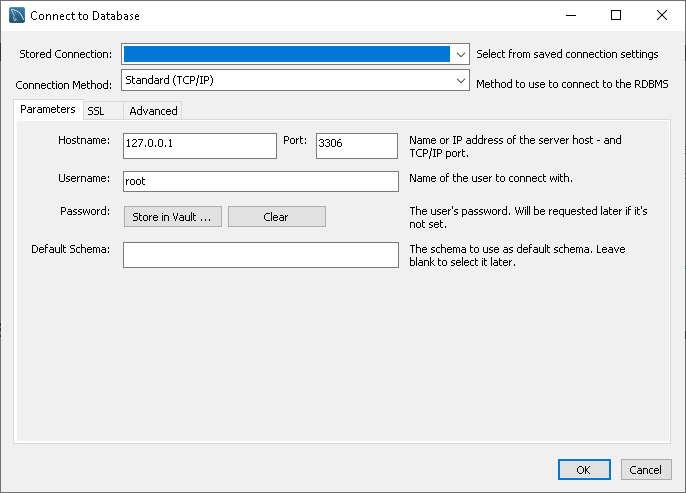 Connect to Database
Stored Connection:
Select from saved connection settings
Connection Method: Standard (TCP/IP)
Method to use to connect to the RDBMS
Parameters SSL Advanced
Hostname: 127.0.0.1 Port: 3306 Name or IP address of the server host - and
TCP/IP port.
Username: root Name of the user to connect with.
Password: Store in Vault ... Clear The user's password. Will be requested later if it's
not set.
Default Schema: The schema to use as default schema. Leave
blank to select it later.
OK Cancel